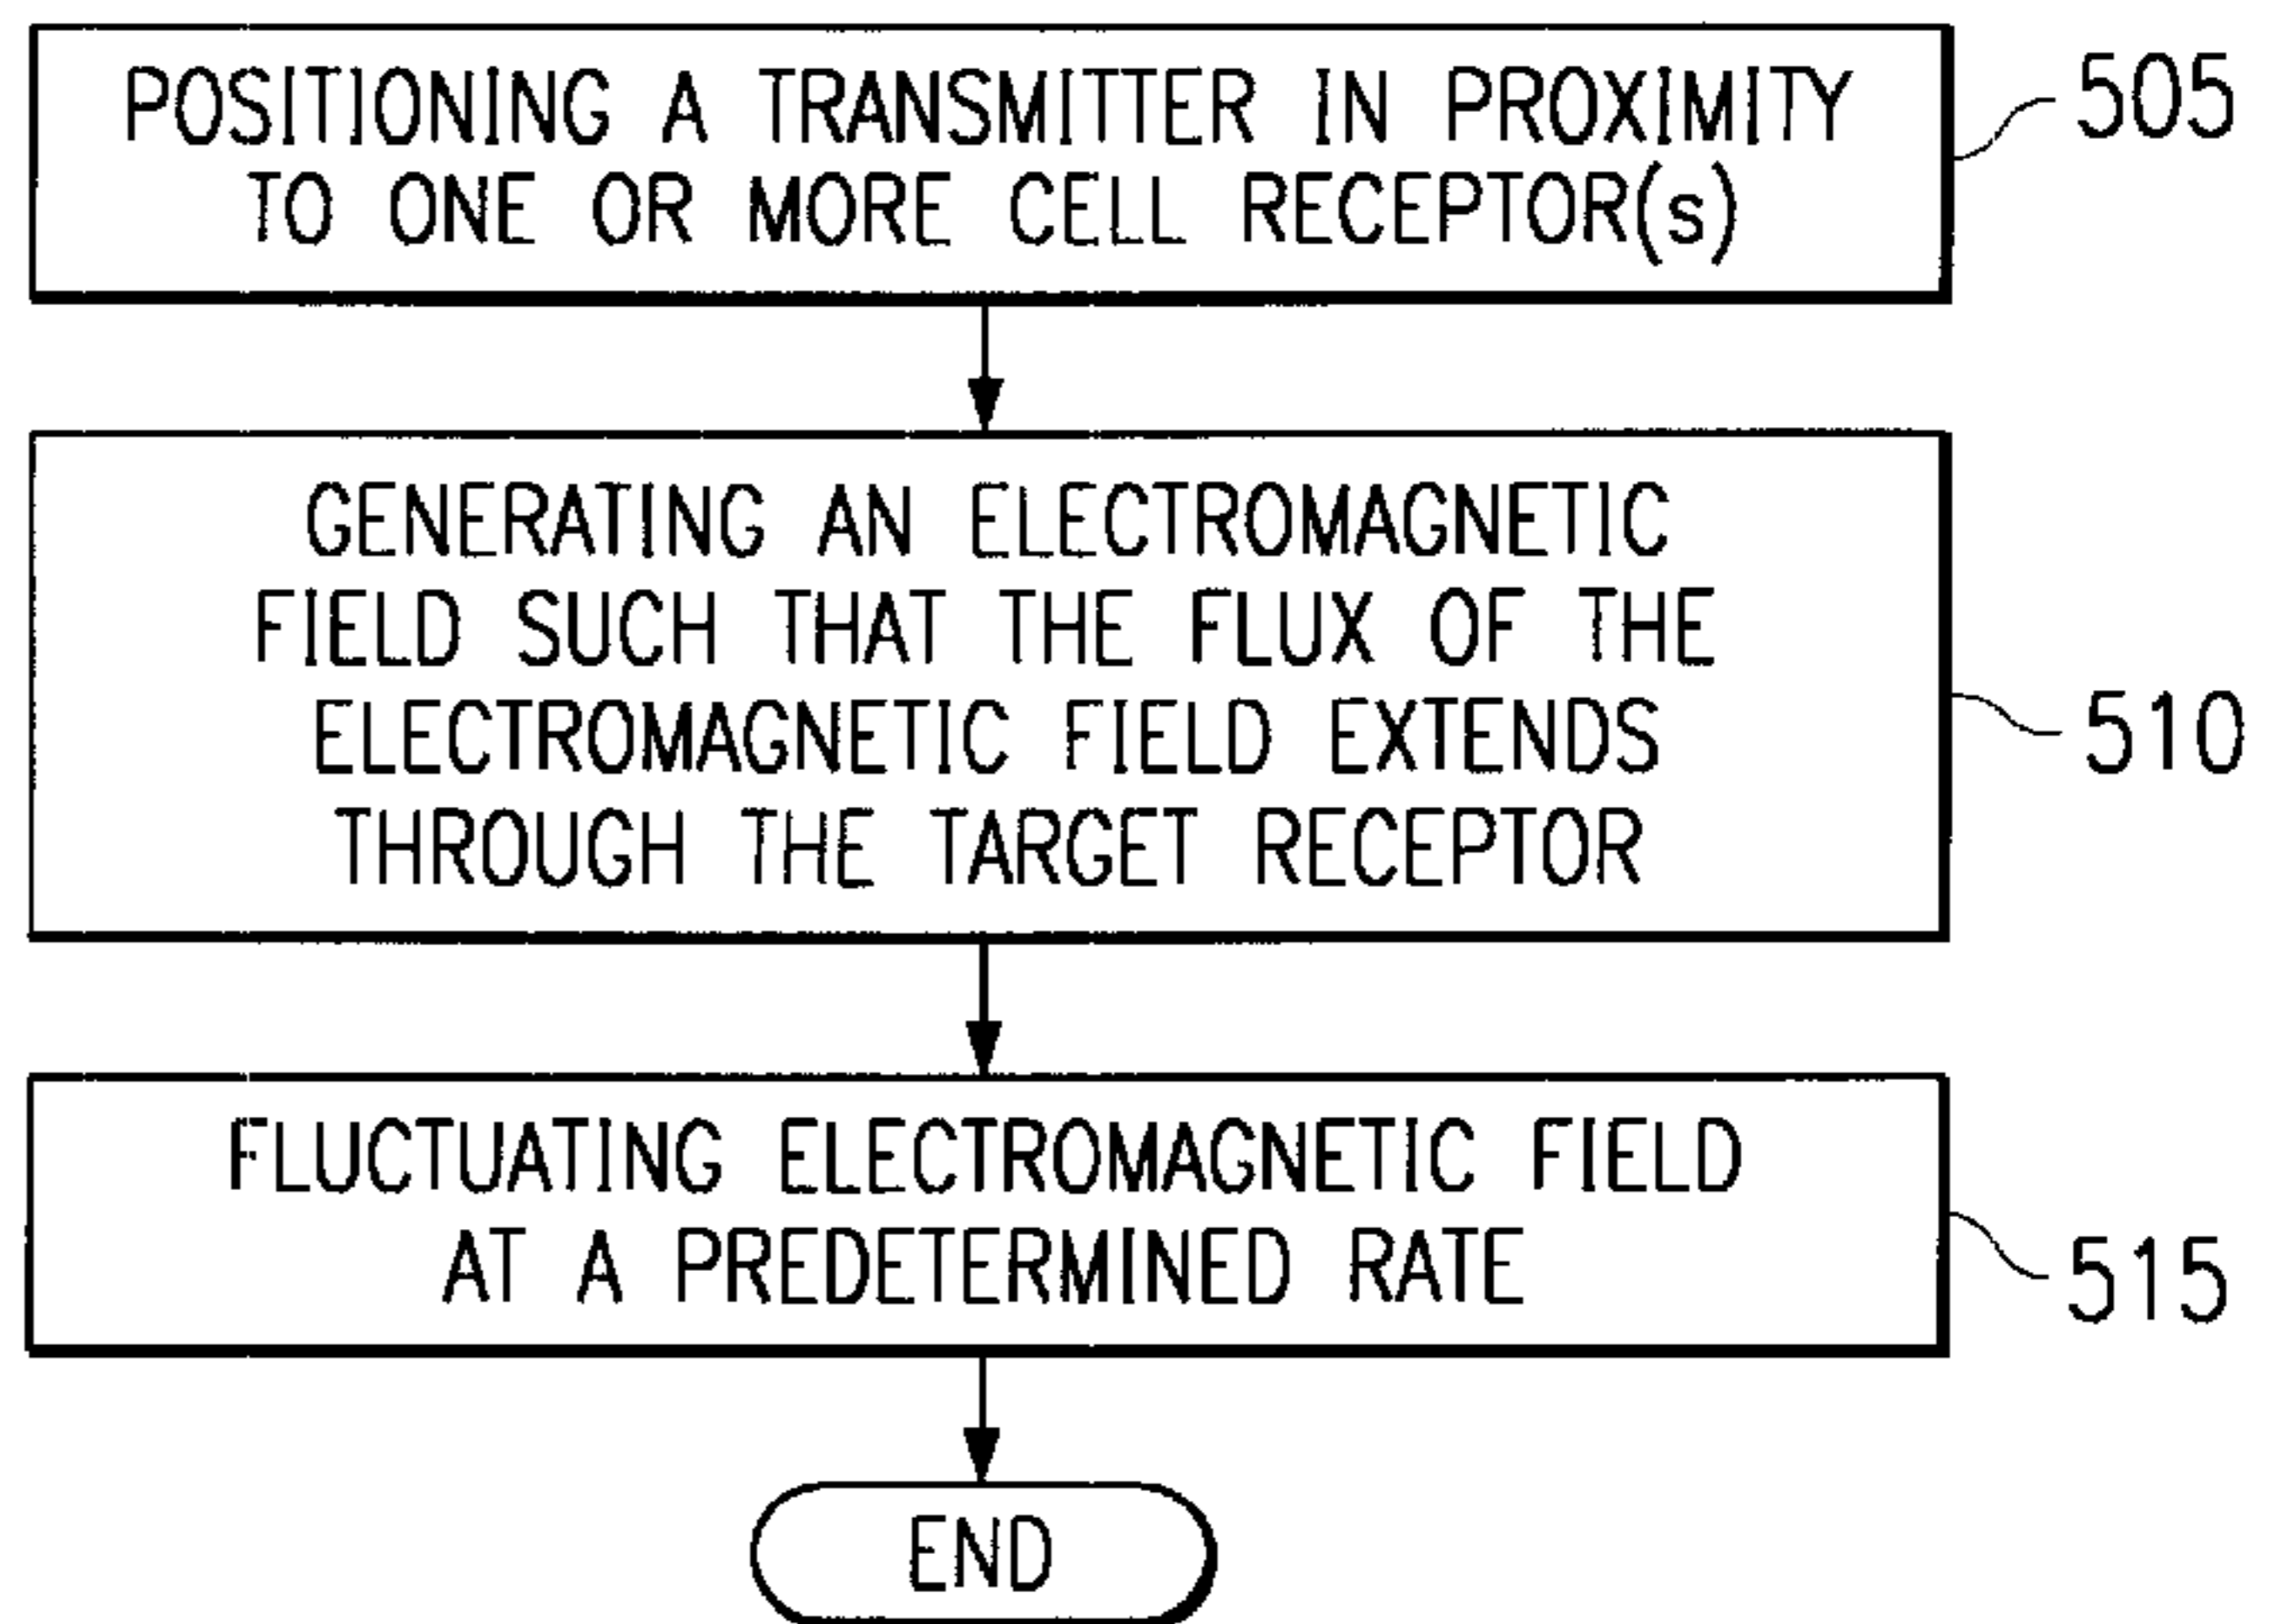 POSITIONING A TRANSMITTER IN PROXIMITY
TO ONE OR MORE CELL RECEPTOR(s)
505
GENERATING AN ELECTROMAGNETIC
FIELD SUCH THAT THE FLUX OF THE
ELECTROMAGNETIC FIELD EXTENDS
THROUGH THE TARGET RECEPTOR
510
FLUCTUATING ELECTROMAGNETIC FIELD
AT A PREDETERMINED RATE
515
END